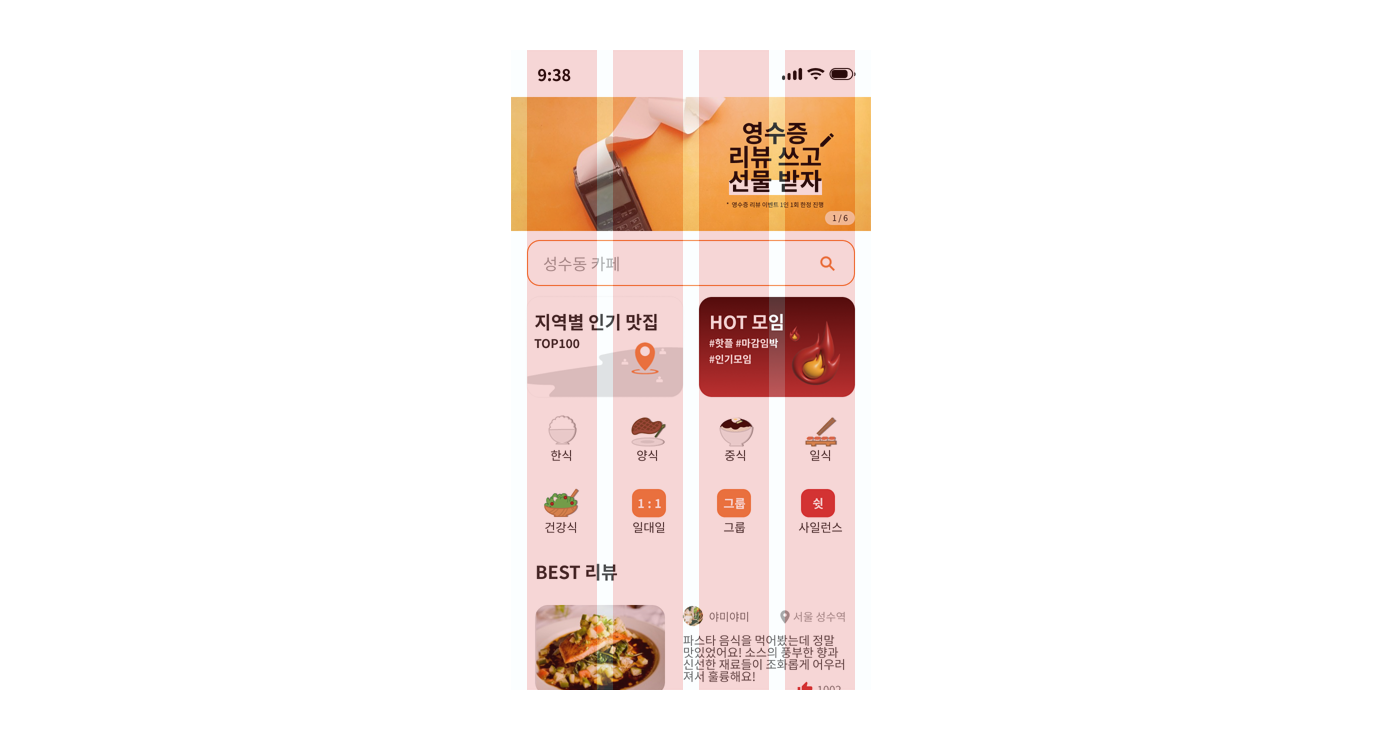 9:38
영수증
리뷰 쓰고
선물 받자
* 영수증 리뷰 이벤트 1인 1회 한정 진행
1 / 6
성수동 카페
지역별 인기 맛집
TOP100
HOT 모임
#핫플 #마감임박
#인기모임
한식
양식
중식
일식
1 : 1
그룹
쉿
건강식
일대일
그룹
사일런스
BEST 리뷰
야미야미
서울 성수역
파스타 음식을 먹어봤는데 정말
맛있었어요! 소스의 풍부한 향과
신선한 재료들이 조화롭게 어우러
져서 훌륭해요!
1002